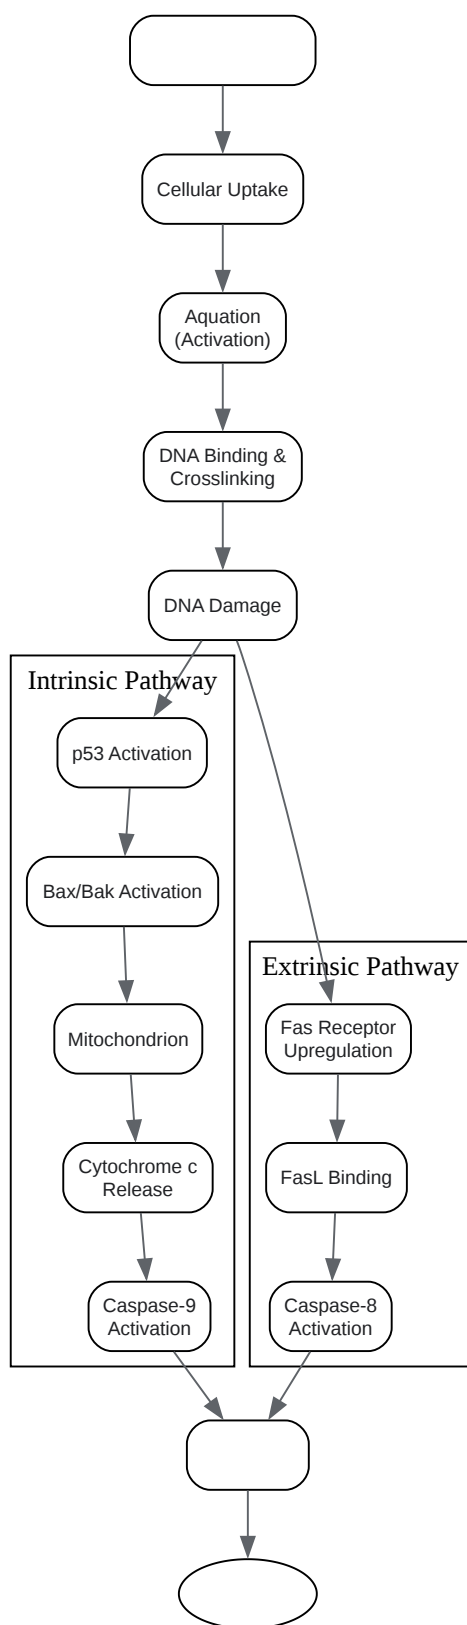 Cellular Uptake
Aquation
(Activation)
DNA Binding &
Crosslinking
DNA Damage
Intrinsic Pathway
p53 Activation
Bax/Bak Activation
Mitochondrion
Cytochrome c
Release
Caspase-9
Activation
Extrinsic Pathway
Fas Receptor
Upregulation
FasL Binding
Caspase-8
Activation